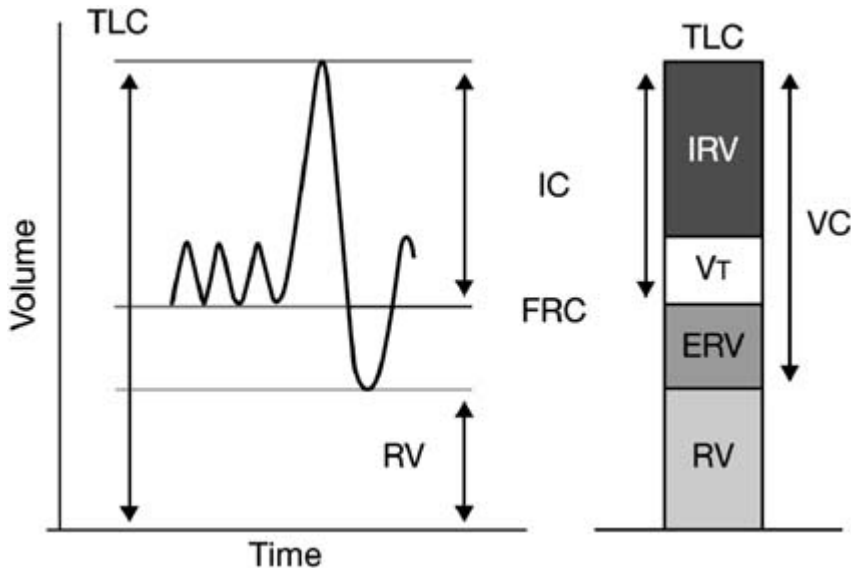 TLC
Volume
IC
FRC
RV
Time
TLC
IRV
VT
ERV
RV
VC